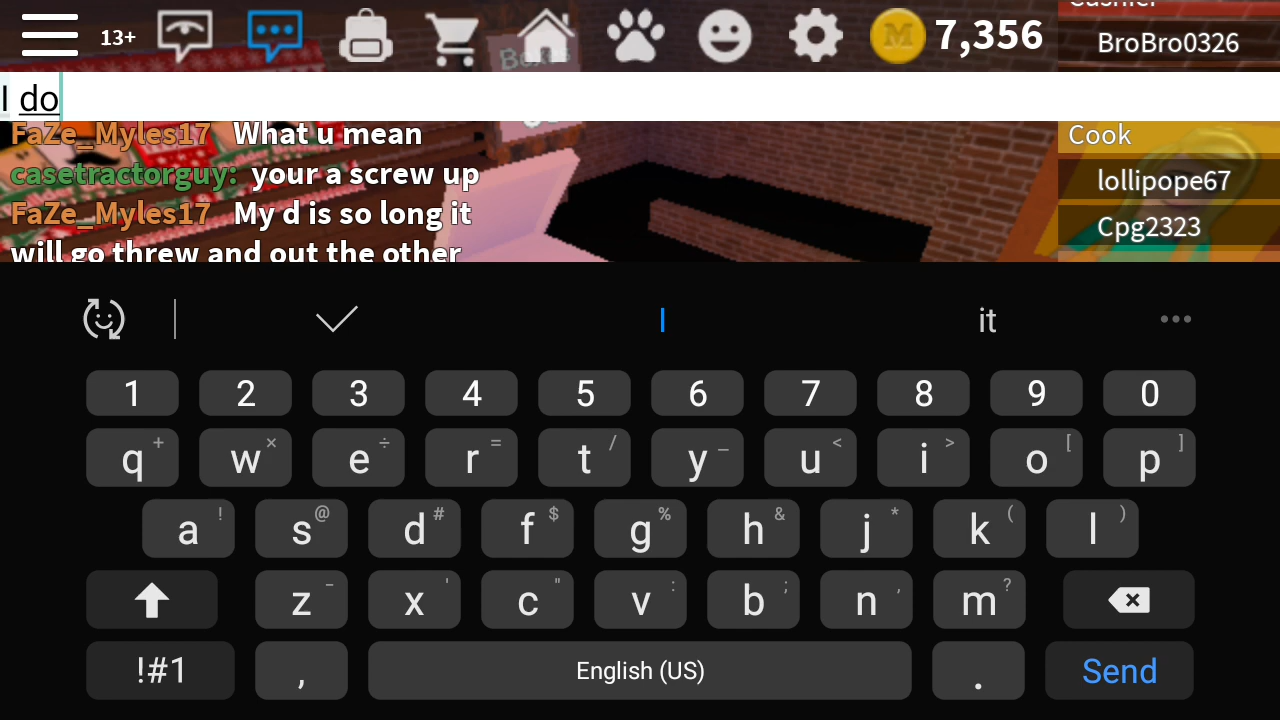 13+
7,356
Cashier
BroBro0326
I do
FaZe_Myles17 What u mean
casetractorguy: your a screw up
FaZe_Myles17 My d is so long it
will go threw and out the other
Cook
lollipope67
Cpg2323
I it
1 2 3 4 5 6 7 8 9 0
q + w × e ÷ r = t / y _ u < i > o [ p ]
a ! s @ d # f $ g % h & j * k ( l )
z - x ' c " v : b ; n , m ?
!#1 , English (US) . Send